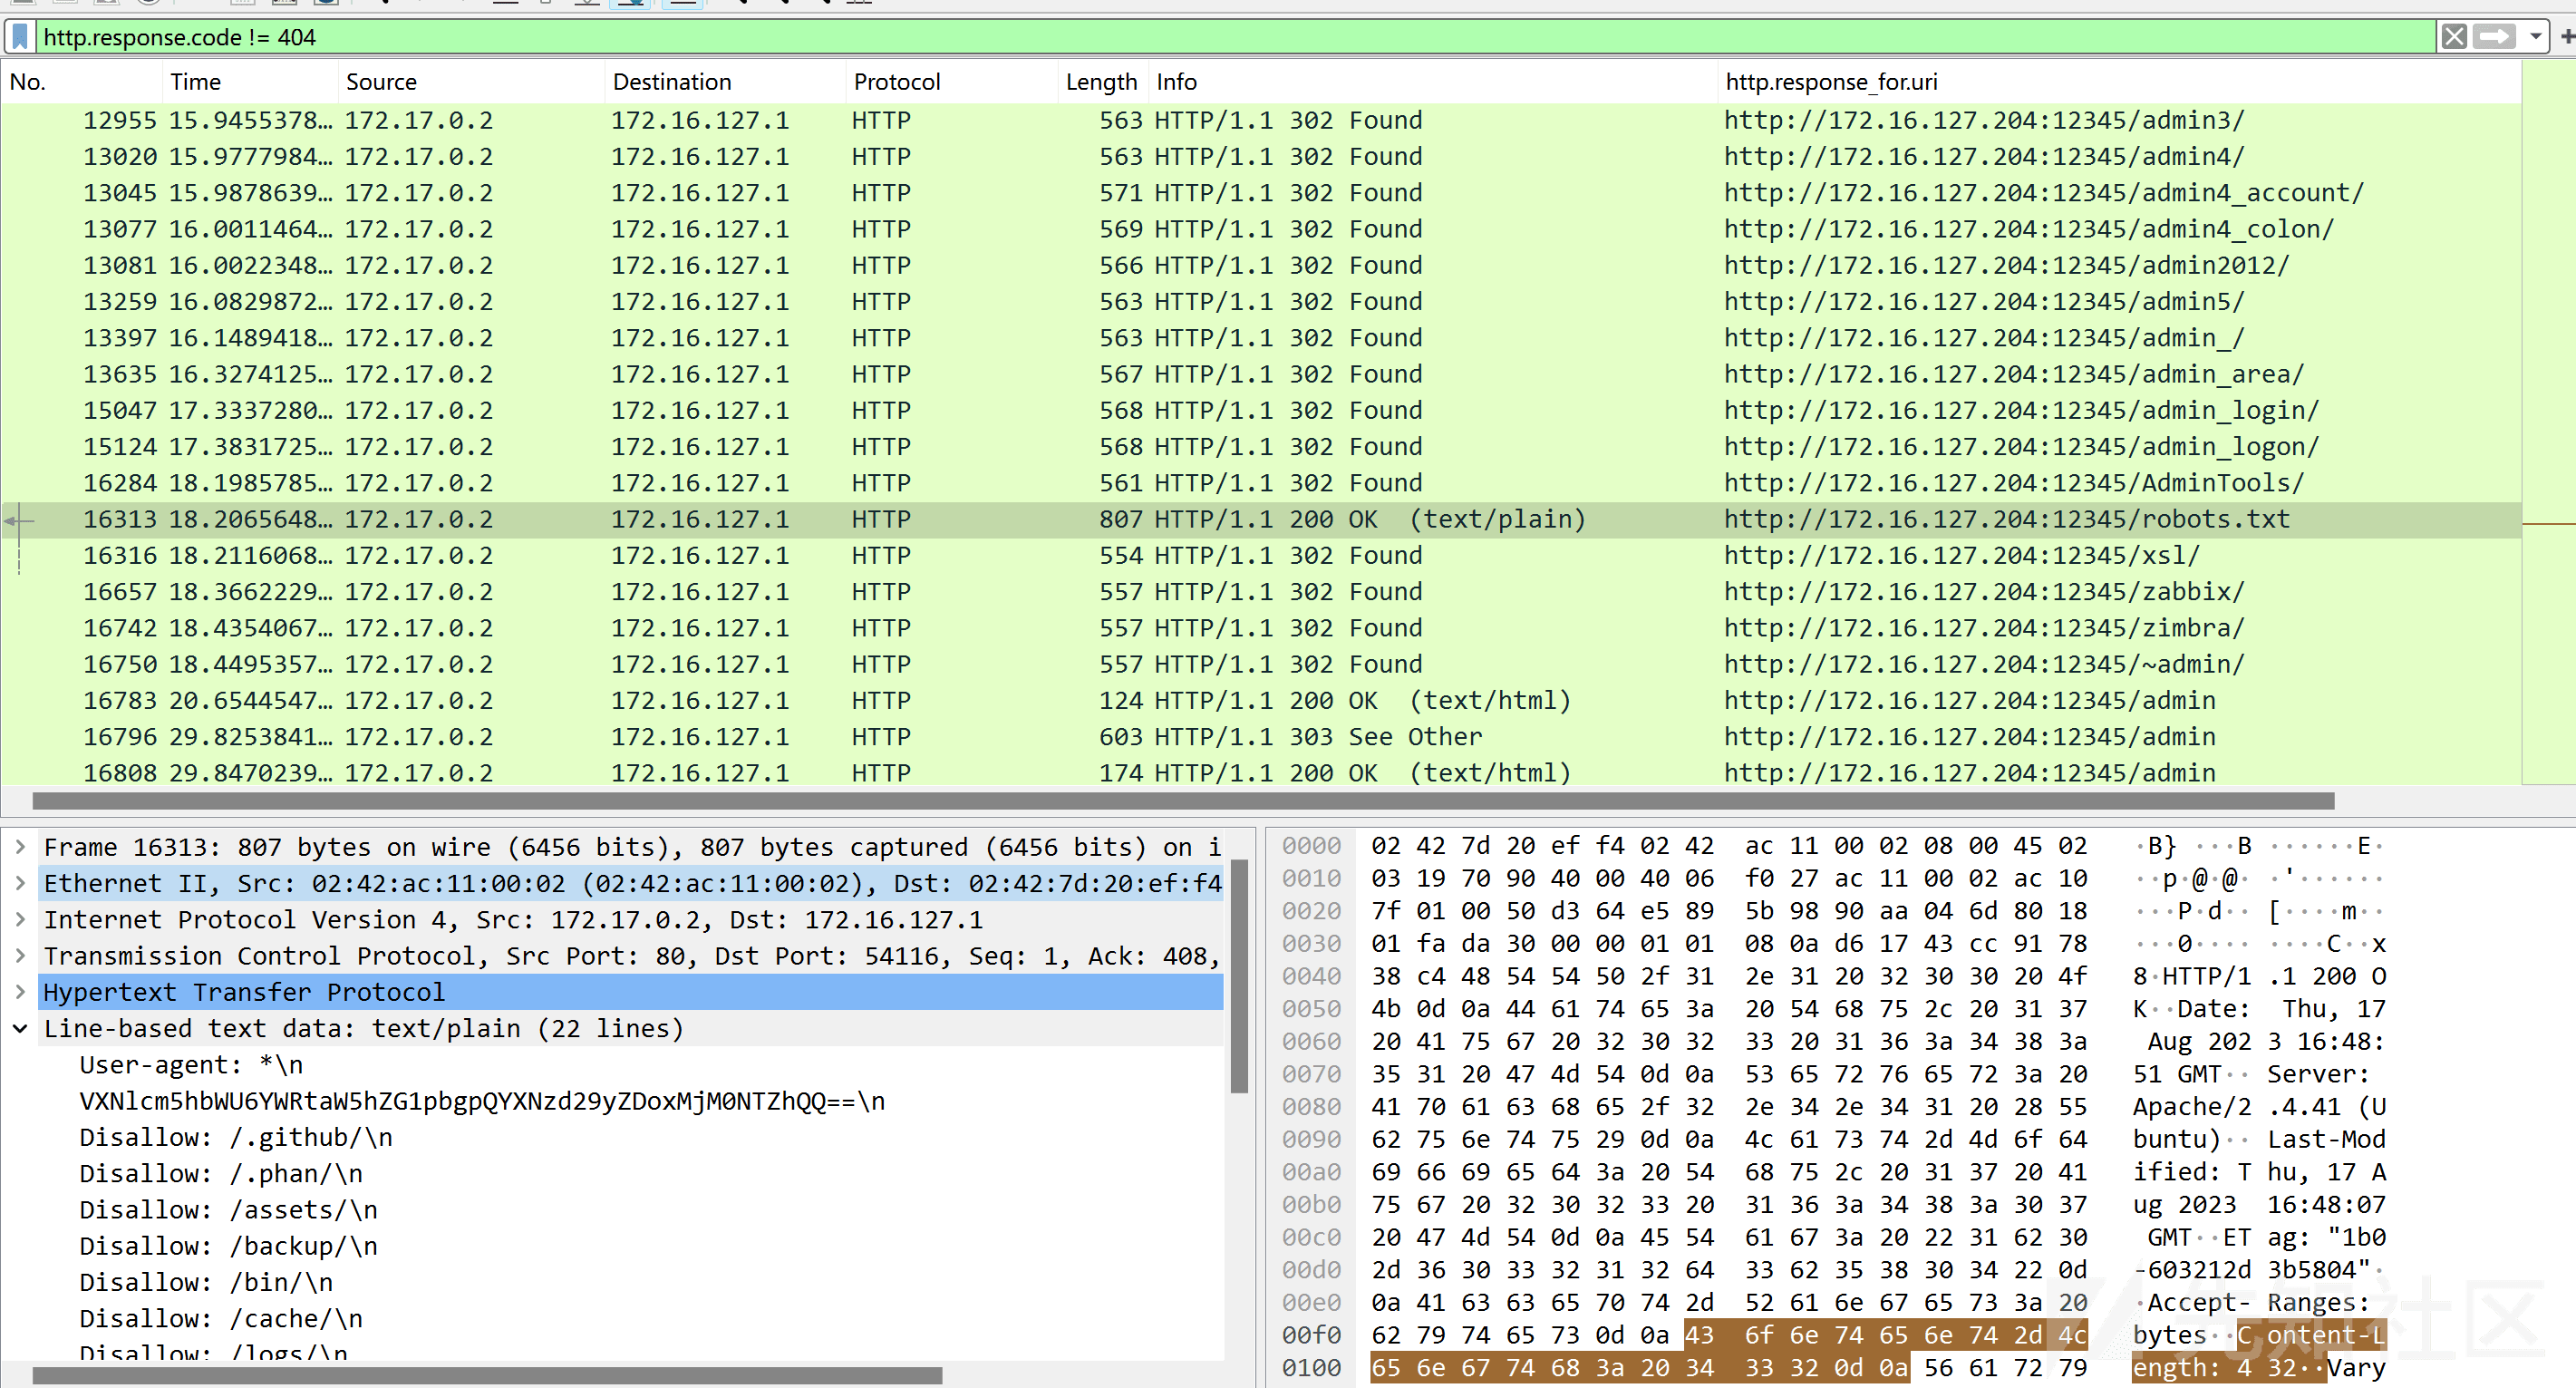 http.response.code != 404
No. Time Source Destination Protocol Length Info http.response_for.uri
12955 15.9455378… 172.17.0.2 172.16.127.1 HTTP 563 HTTP/1.1 302 Found http://172.16.127.204:12345/admin3/
13020 15.9777984… 172.17.0.2 172.16.127.1 HTTP 563 HTTP/1.1 302 Found http://172.16.127.204:12345/admin4/
13045 15.9878639… 172.17.0.2 172.16.127.1 HTTP 571 HTTP/1.1 302 Found http://172.16.127.204:12345/admin4_account/
13077 16.0011464… 172.17.0.2 172.16.127.1 HTTP 569 HTTP/1.1 302 Found http://172.16.127.204:12345/admin4_colon/
13081 16.0022348… 172.17.0.2 172.16.127.1 HTTP 566 HTTP/1.1 302 Found http://172.16.127.204:12345/admin2012/
13259 16.0829872… 172.17.0.2 172.16.127.1 HTTP 563 HTTP/1.1 302 Found http://172.16.127.204:12345/admin5/
13397 16.1489418… 172.17.0.2 172.16.127.1 HTTP 563 HTTP/1.1 302 Found http://172.16.127.204:12345/admin_/
13635 16.3274125… 172.17.0.2 172.16.127.1 HTTP 567 HTTP/1.1 302 Found http://172.16.127.204:12345/admin_area/
15047 17.3337280… 172.17.0.2 172.16.127.1 HTTP 568 HTTP/1.1 302 Found http://172.16.127.204:12345/admin_login/
15124 17.3831725… 172.17.0.2 172.16.127.1 HTTP 568 HTTP/1.1 302 Found http://172.16.127.204:12345/admin_logon/
16284 18.1985785… 172.17.0.2 172.16.127.1 HTTP 561 HTTP/1.1 302 Found http://172.16.127.204:12345/AdminTools/
16313 18.2065648… 172.17.0.2 172.16.127.1 HTTP 807 HTTP/1.1 200 OK (text/plain) http://172.16.127.204:12345/robots.txt
16316 18.2116068… 172.17.0.2 172.16.127.1 HTTP 554 HTTP/1.1 302 Found http://172.16.127.204:12345/xsl/
16657 18.3662229… 172.17.0.2 172.16.127.1 HTTP 557 HTTP/1.1 302 Found http://172.16.127.204:12345/zabbix/
16742 18.4354067… 172.17.0.2 172.16.127.1 HTTP 557 HTTP/1.1 302 Found http://172.16.127.204:12345/zimbra/
16750 18.4495357… 172.17.0.2 172.16.127.1 HTTP 557 HTTP/1.1 302 Found http://172.16.127.204:12345/~admin/
16783 20.6544547… 172.17.0.2 172.16.127.1 HTTP 124 HTTP/1.1 200 OK (text/html) http://172.16.127.204:12345/admin
16796 29.8253841… 172.17.0.2 172.16.127.1 HTTP 603 HTTP/1.1 303 See Other http://172.16.127.204:12345/admin
16808 29.8470239… 172.17.0.2 172.16.127.1 HTTP 174 HTTP/1.1 200 OK (text/html) http://172.16.127.204:12345/admin
Frame 16313: 807 bytes on wire (6456 bits), 807 bytes captured (6456 bits) on i
Ethernet II, Src: 02:42:ac:11:00:02 (02:42:ac:11:00:02), Dst: 02:42:7d:20:ef:f4
Internet Protocol Version 4, Src: 172.17.0.2, Dst: 172.16.127.1
Transmission Control Protocol, Src Port: 80, Dst Port: 54116, Seq: 1, Ack: 408,
Hypertext Transfer Protocol
Line-based text data: text/plain (22 lines)
User-agent: *\n
VXNlcm5hbWU6YWRtaW5hZG1pbgpQYXNzd29yZDoxMjM0NTZhQQ==\n
Disallow: /.github/\n
Disallow: /.phan/\n
Disallow: /assets/\n
Disallow: /backup/\n
Disallow: /bin/\n
Disallow: /cache/\n
Disallow: /logs/\n
0000 02 42 7d 20 ef f4 02 42 ac 11 00 02 08 00 45 02 ·B} ···B ······E·
0010 03 19 70 90 40 00 40 06 f0 27 ac 11 00 02 ac 10 ··p·@·@· ·'······
0020 7f 01 00 50 d3 64 e5 89 5b 98 90 aa 04 6d 80 18 ···P·d·· [····m··
0030 01 fa da 30 00 00 01 01 08 0a d6 17 43 cc 91 78 ···0···· ····C··x
0040 38 c4 48 54 54 50 2f 31 2e 31 20 32 30 30 20 4f 8·HTTP/1 .1 200 O
0050 4b 0d 0a 44 61 74 65 3a 20 54 68 75 2c 20 31 37 K··Date: Thu, 17
0060 20 41 75 67 20 32 30 32 33 20 31 36 3a 34 38 3a Aug 202 3 16:48:
0070 35 31 20 47 4d 54 0d 0a 53 65 72 76 65 72 3a 20 51 GMT·· Server:
0080 41 70 61 63 68 65 2f 32 2e 34 2e 34 31 20 28 55 Apache/2 .4.41 (U
0090 62 75 6e 74 75 29 0d 0a 4c 61 73 74 2d 4d 6f 64 buntu)·· Last-Mod
00a0 69 66 69 65 64 3a 20 54 68 75 2c 20 31 37 20 41 ified: T hu, 17 A
00b0 75 67 20 32 30 32 33 20 31 36 3a 34 38 3a 30 37 ug 2023 16:48:07
00c0 20 47 4d 54 0d 0a 45 54 61 67 3a 20 22 31 62 30 GMT··ET ag: "1b0
00d0 2d 36 30 33 32 31 32 64 33 62 35 38 30 34 22 0d -603212d 3b5804"·
00e0 0a 41 63 63 65 70 74 2d 52 61 6e 67 65 73 3a 20 ·Accept- Ranges:
00f0 62 79 74 65 73 0d 0a 43 6f 6e 74 65 6e 74 2d 4c bytes··C ontent-L
0100 65 6e 67 74 68 3a 20 34 33 32 0d 0a 56 61 72 79 ength: 4 32··Vary
先知社区